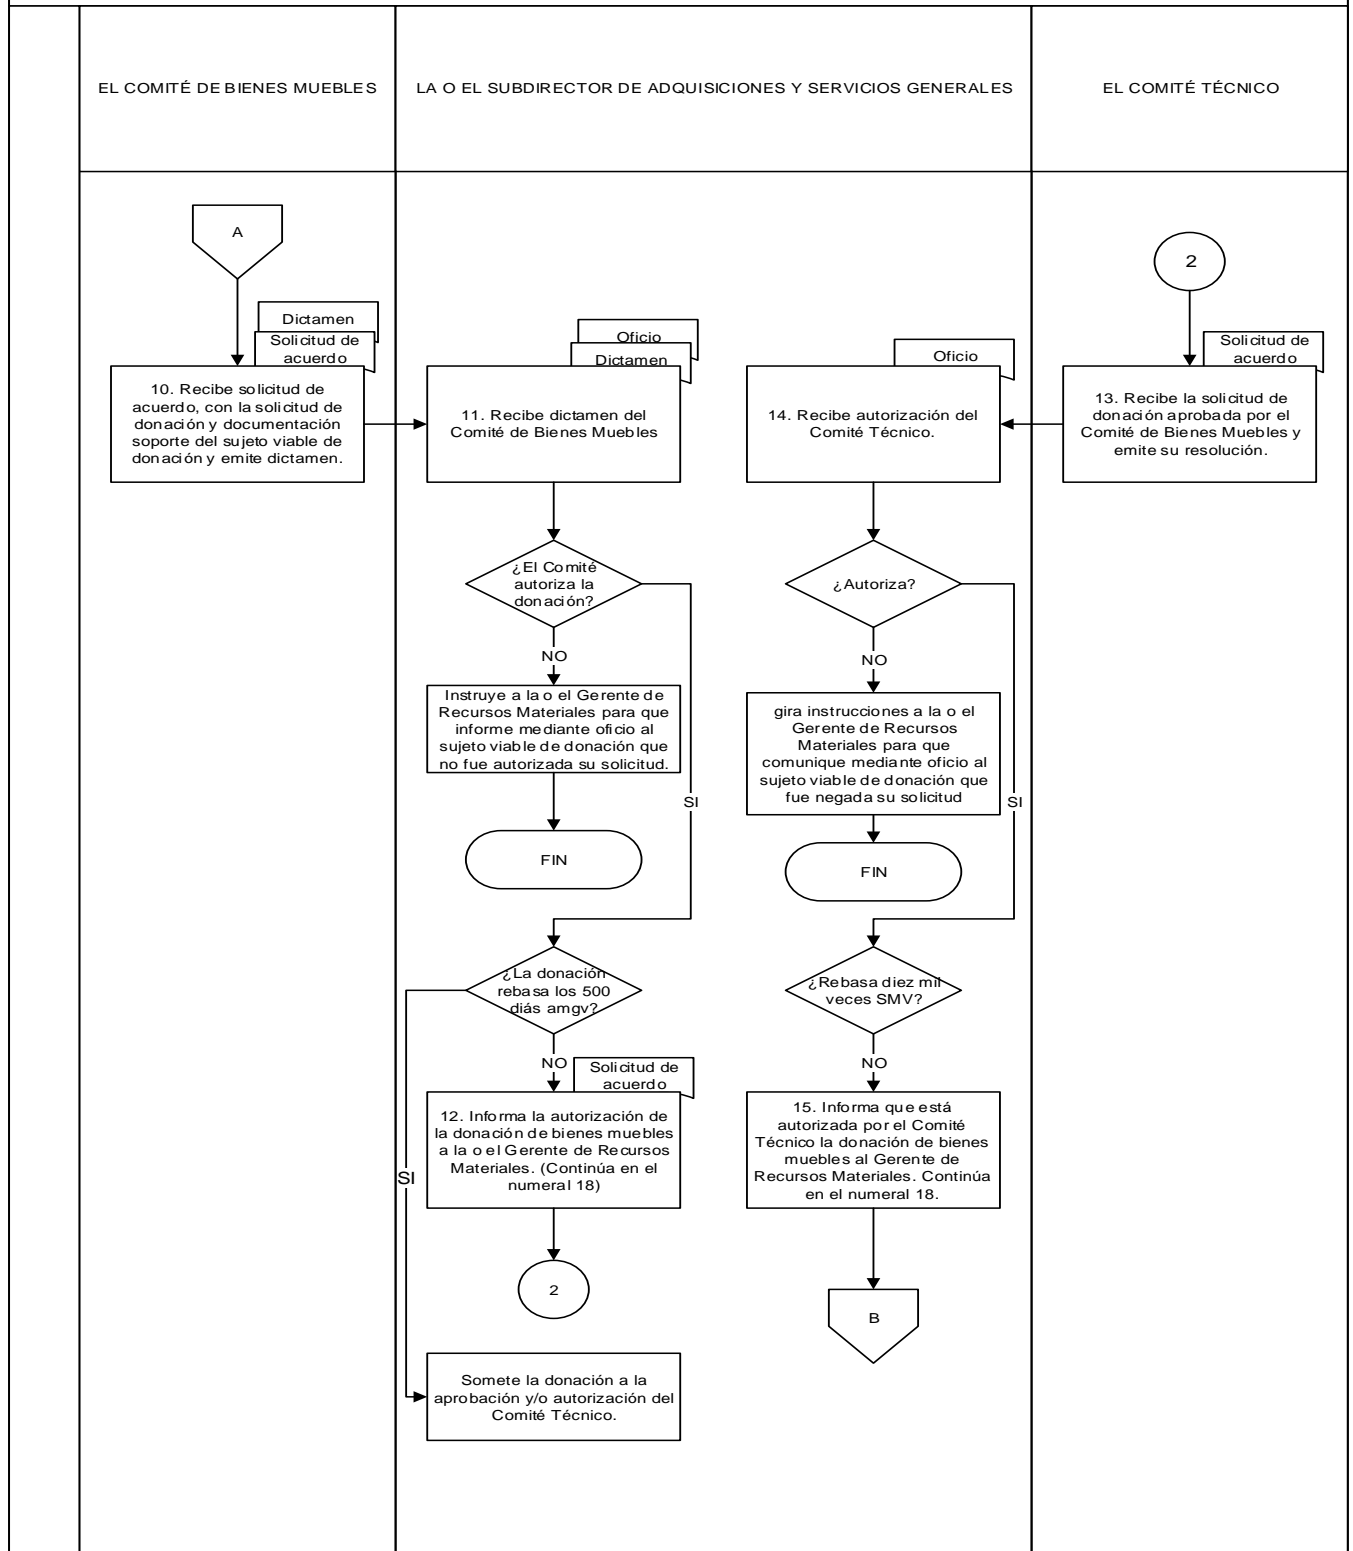 EL COMITÉ DE BIENES MUEBLES
LA O EL SUBDIRECTOR DE ADQUISICIONES Y SERVICIOS GENERALES
EL COMITÉ TÉCNICO
A
Dictamen
Solicitud de
acuerdo
10. Recibe solicitud de
acuerdo, con la solicitud de
donación y documentación
soporte del sujeto viable de
donación y emite dictamen.
Oficio
Dictamen
11. Recibe dictamen del
Comité de Bienes Muebles
¿El Comité
autoriza la
donación?
NO
Instruye a la o el Gerente de
Recursos Materiales para que
informe mediante oficio al
sujeto viable de donación que
no fue autorizada su solicitud.
SI
FIN
¿La donación
rebasa los 500
diás amgv?
NO
Solicitud de
acuerdo
12. Informa la autorización de
la donación de bienes muebles
a la o el Gerente de Recursos
Materiales. (Continúa en el
numeral 18)
SI
2
Somete la donación a la
aprobación y/o autorización del
Comité Técnico.
Oficio
14. Recibe autorización del
Comité Técnico.
¿Autoriza?
NO
gira instrucciones a la o el
Gerente de Recursos
Materiales para que
comunique mediante oficio al
sujeto viable de donación que
fue negada su solicitud
SI
FIN
¿Rebasa diez mil
veces SMV?
NO
15. Informa que está
autorizada por el Comité
Técnico la donación de bienes
muebles al Gerente de
Recursos Materiales. Continúa
en el numeral 18.
B
2
Solicitud de
acuerdo
13. Recibe la solicitud de
donación aprobada por el
Comité de Bienes Muebles y
emite su resolución.